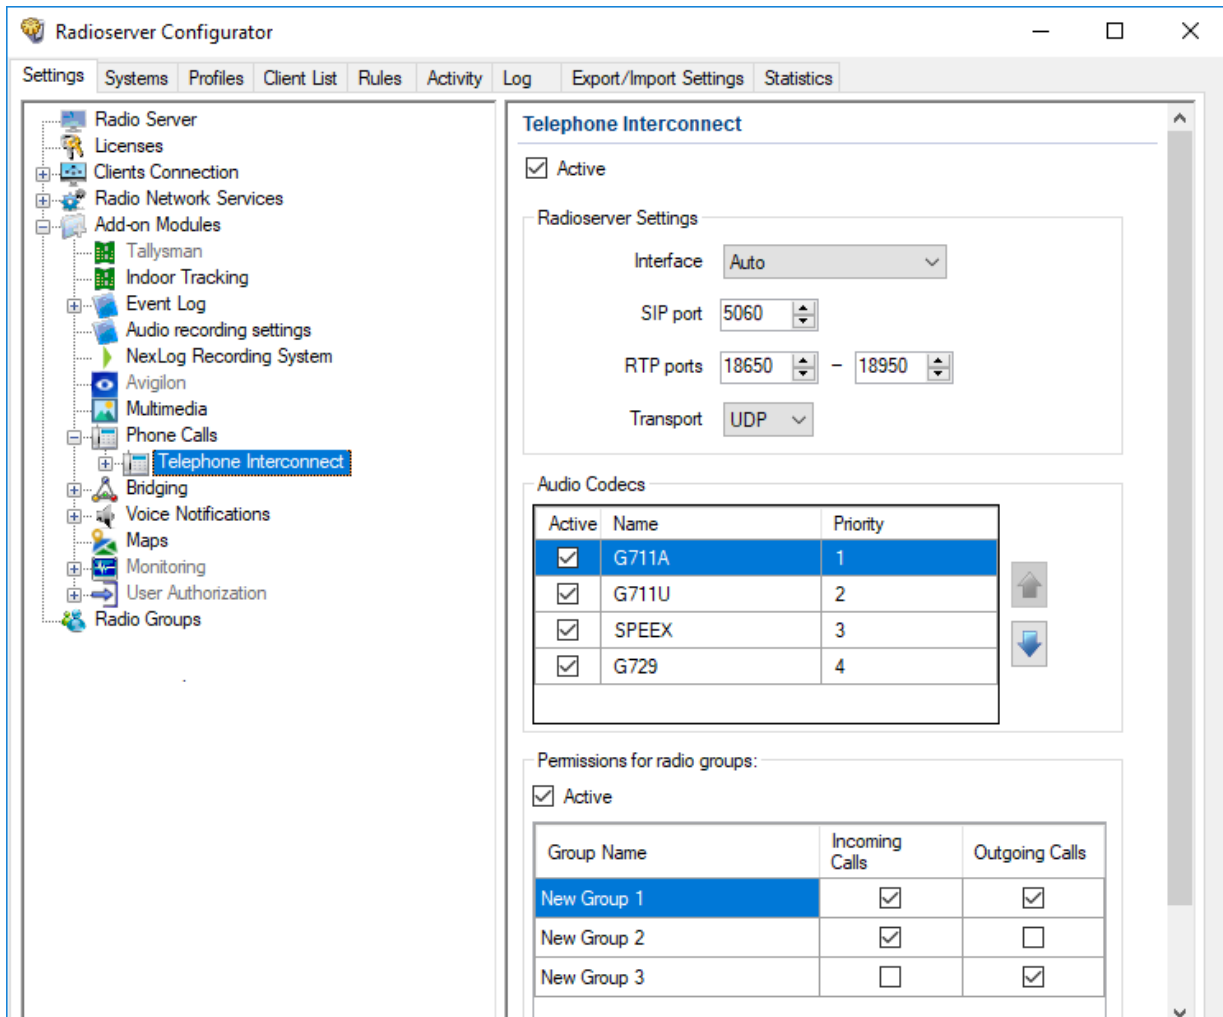 Radioserver Configurator
Settings Systems Profiles Client List Rules Activity Log Export/Import Settings Statistics
Radio Server
Licenses
Clients Connection
Radio Network Services
Add-on Modules
Tallysman
Indoor Tracking
Event Log
Audio recording settings
NexLog Recording System
Avigilon
Multimedia
Phone Calls
Telephone Interconnect
Bridging
Voice Notifications
Maps
Monitoring
User Authorization
Radio Groups
Telephone Interconnect
Active
Radioserver Settings
Interface Auto
SIP port 5060
RTP ports 18650 – 18950
Transport UDP
Audio Codecs
Active Name Priority
G711A 1
G711U 2
SPEEX 3
G729 4
Permissions for radio groups:
Active
Group Name Incoming Calls Outgoing Calls
New Group 1
New Group 2
New Group 3